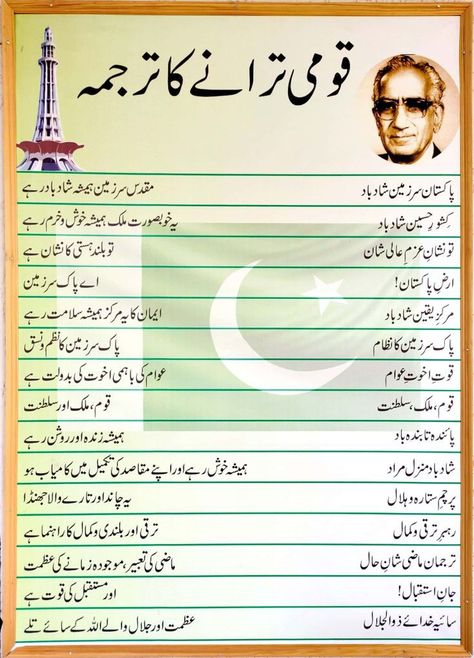 قومی ترانے کا ترجمہ
پاکستان سرزمین شاد باد مقدس سرزمین ہمیشہ شاد باد رہے
کِشورِ حسین شاد باد یہ خوبصورت ملک ہمیشہ خوش و خرم رہے
تو نشانِ عزمِ عالی شان تو بلند ہستی کا نشان ہے
ارضِ پاکستان! اے پاک سرزمین
مرکزِ یقین شاد باد ایمان کا یہ مرکز ہمیشہ سلامت رہے
پاک سرزمین کا نظام پاک سرزمین کا نظم و نسق
قوتِ اخوتِ عوام عوام کی باہمی اخوت کی بدولت ہے
قوم، ملک، سلطنت قوم، ملک اور سلطنت
پائندہ تابندہ باد ہمیشہ زندہ اور روشن رہے
شاد باد منزل مراد ہمیشہ خوش رہے اور اپنے مقاصد کی تکمیل میں کامیاب ہو
پرچمِ ستارہ و ہلال یہ چاند اور تارے والا جھنڈا
رہبرِ ترقی و کمال ترقی اور بلندی و کمال کا راہنما ہے
ترجمان ماضی شانِ حال ماضی کی تعبیر، موجودہ زمانے کی عظمت
جانِ استقبال! اور مستقبل کی قوت ہے
سائیہ خدائے ذوالجلال عظمت اور جلال والے اللہ کے سائے تلے